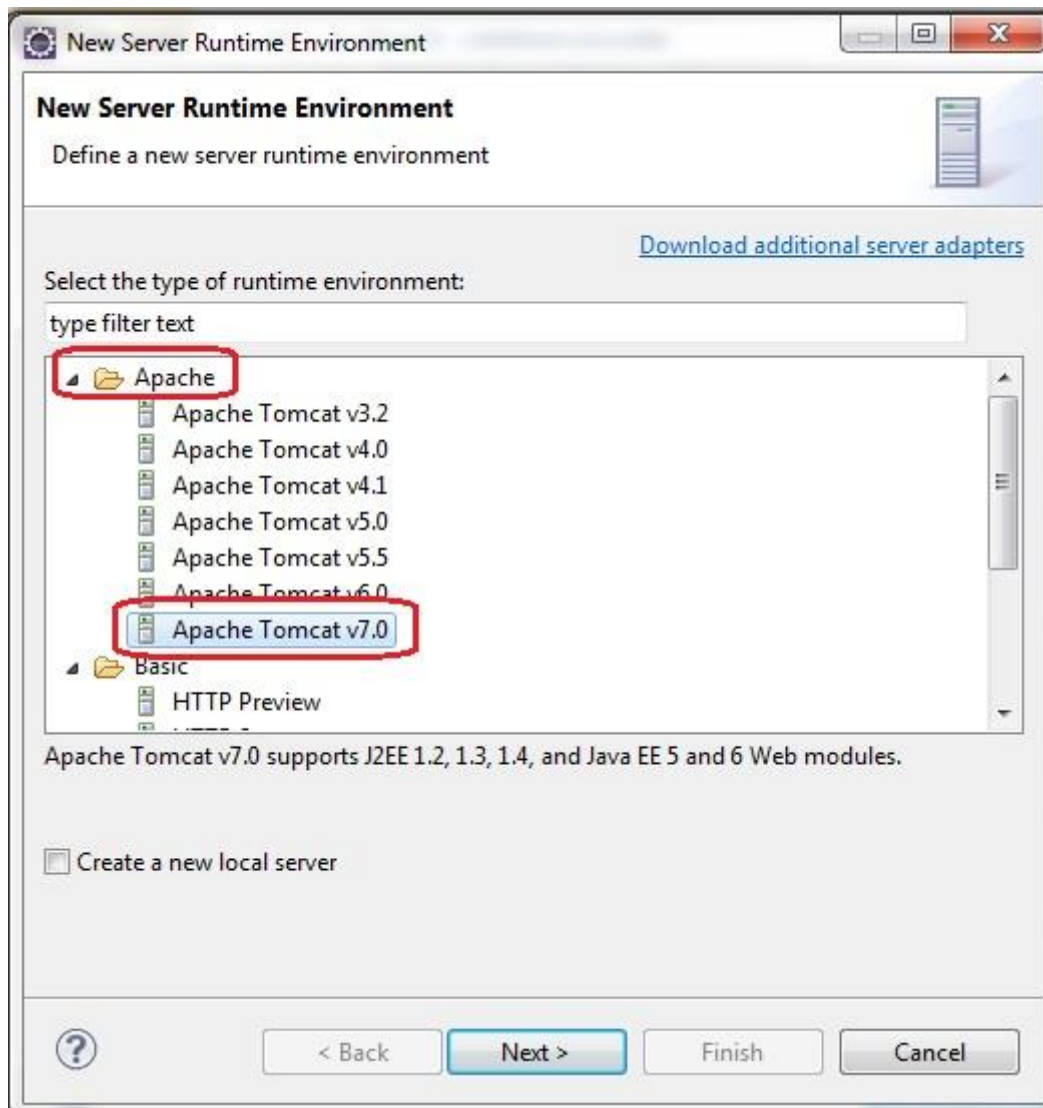 New Server Runtime Environment
New Server Runtime Environment
Define a new server runtime environment
Download additional server adapters
Select the type of runtime environment:
type filter text
Apache
Apache Tomcat v3.2
Apache Tomcat v4.0
Apache Tomcat v4.1
Apache Tomcat v5.0
Apache Tomcat v5.5
Apache Tomcat v6.0
Apache Tomcat v7.0
Basic
HTTP Preview
Apache Tomcat v7.0 supports J2EE 1.2, 1.3, 1.4, and Java EE 5 and 6 Web modules.
Create a new local server
? < Back Next > Finish Cancel